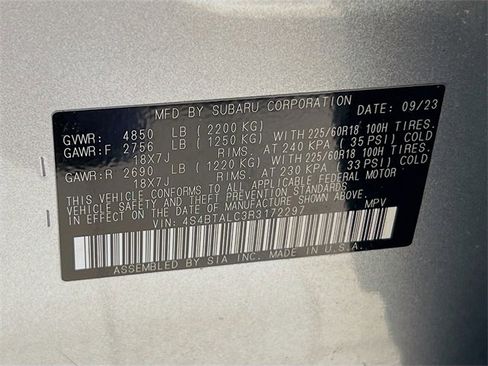 MFD BY SUBARU CORPORATION DATE: 09/23
GVWR: 4850 LB ( 2200 KG)
GAWR:F 2756 LB ( 1250 KG) WITH 225/60R18 100H TIRES.
18X7J RIMS. AT 240 KPA ( 35 PSI) COLD
GAWR:R 2690 LB ( 1220 KG) WITH 225/60R18 100H TIRES.
18X7J RIMS. AT 230 KPA ( 33 PSI) COLD
THIS VEHICLE CONFORMS TO ALL APPLICABLE FEDERAL MOTOR
VEHICLE SAFETY AND BUMPER STANDARDS IN EFFECT ON
THE DATE OF MANUFACTURE SHOWN ABOVE.
VIN: 4S4BTALC3R3172297 MPV
ASSEMBLED BY SIA INC. MADE IN U.S.A.